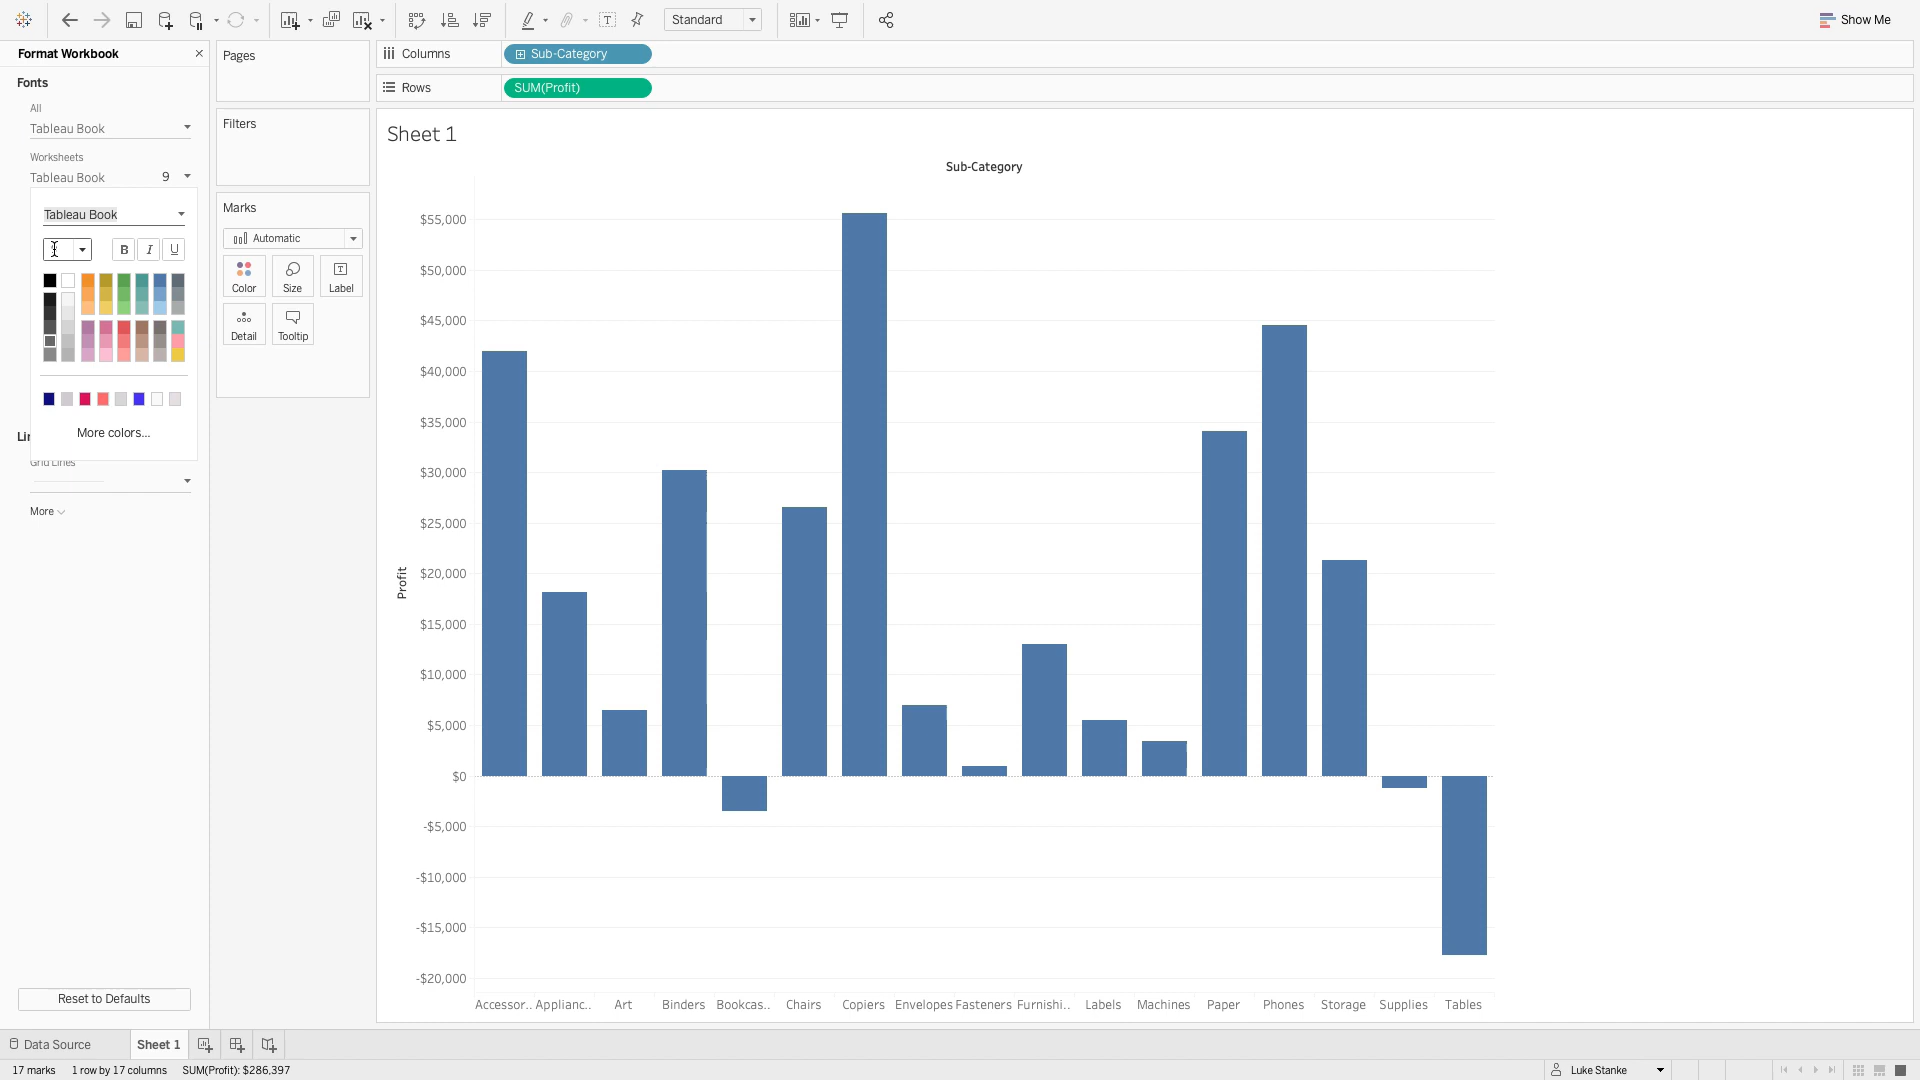 Standard
Show Me
Format Workbook
Fonts
All
Tableau Book
Worksheets
Tableau Book 9
Tableau Book
B I U
More colors...
Grid Lines
More
Reset to Defaults
Pages
Filters
Marks
Automatic
Color Size Label
Detail Tooltip
Columns Sub-Category
Rows SUM(Profit)
Sheet 1
Sub-Category
Profit
$55,000
$50,000
$45,000
$40,000
$35,000
$30,000
$25,000
$20,000
$15,000
$10,000
$5,000
$0
-$5,000
-$10,000
-$15,000
-$20,000
Accessor.. Applianc.. Art Binders Bookcas.. Chairs Copiers Envelopes Fasteners Furnishi.. Labels Machines Paper Phones Storage Supplies Tables
Data Source Sheet 1
17 marks 1 row by 17 columns SUM(Profit): $286,397 Luke Stanke